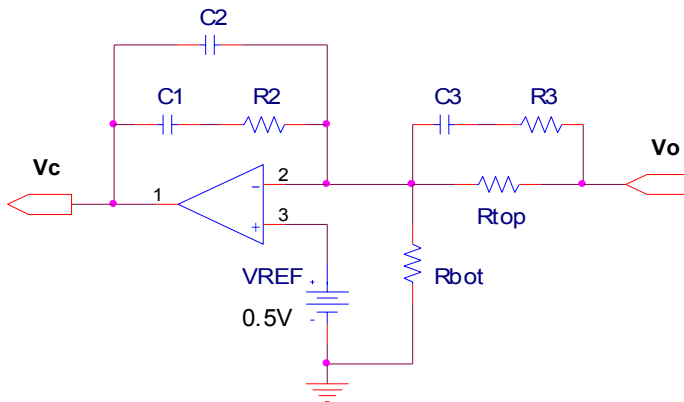 C2
C1 R2 C3 R3
Vc Vo
1 2
- 
3
+
Rtop
Rbot
VREF
+
0.5V
-